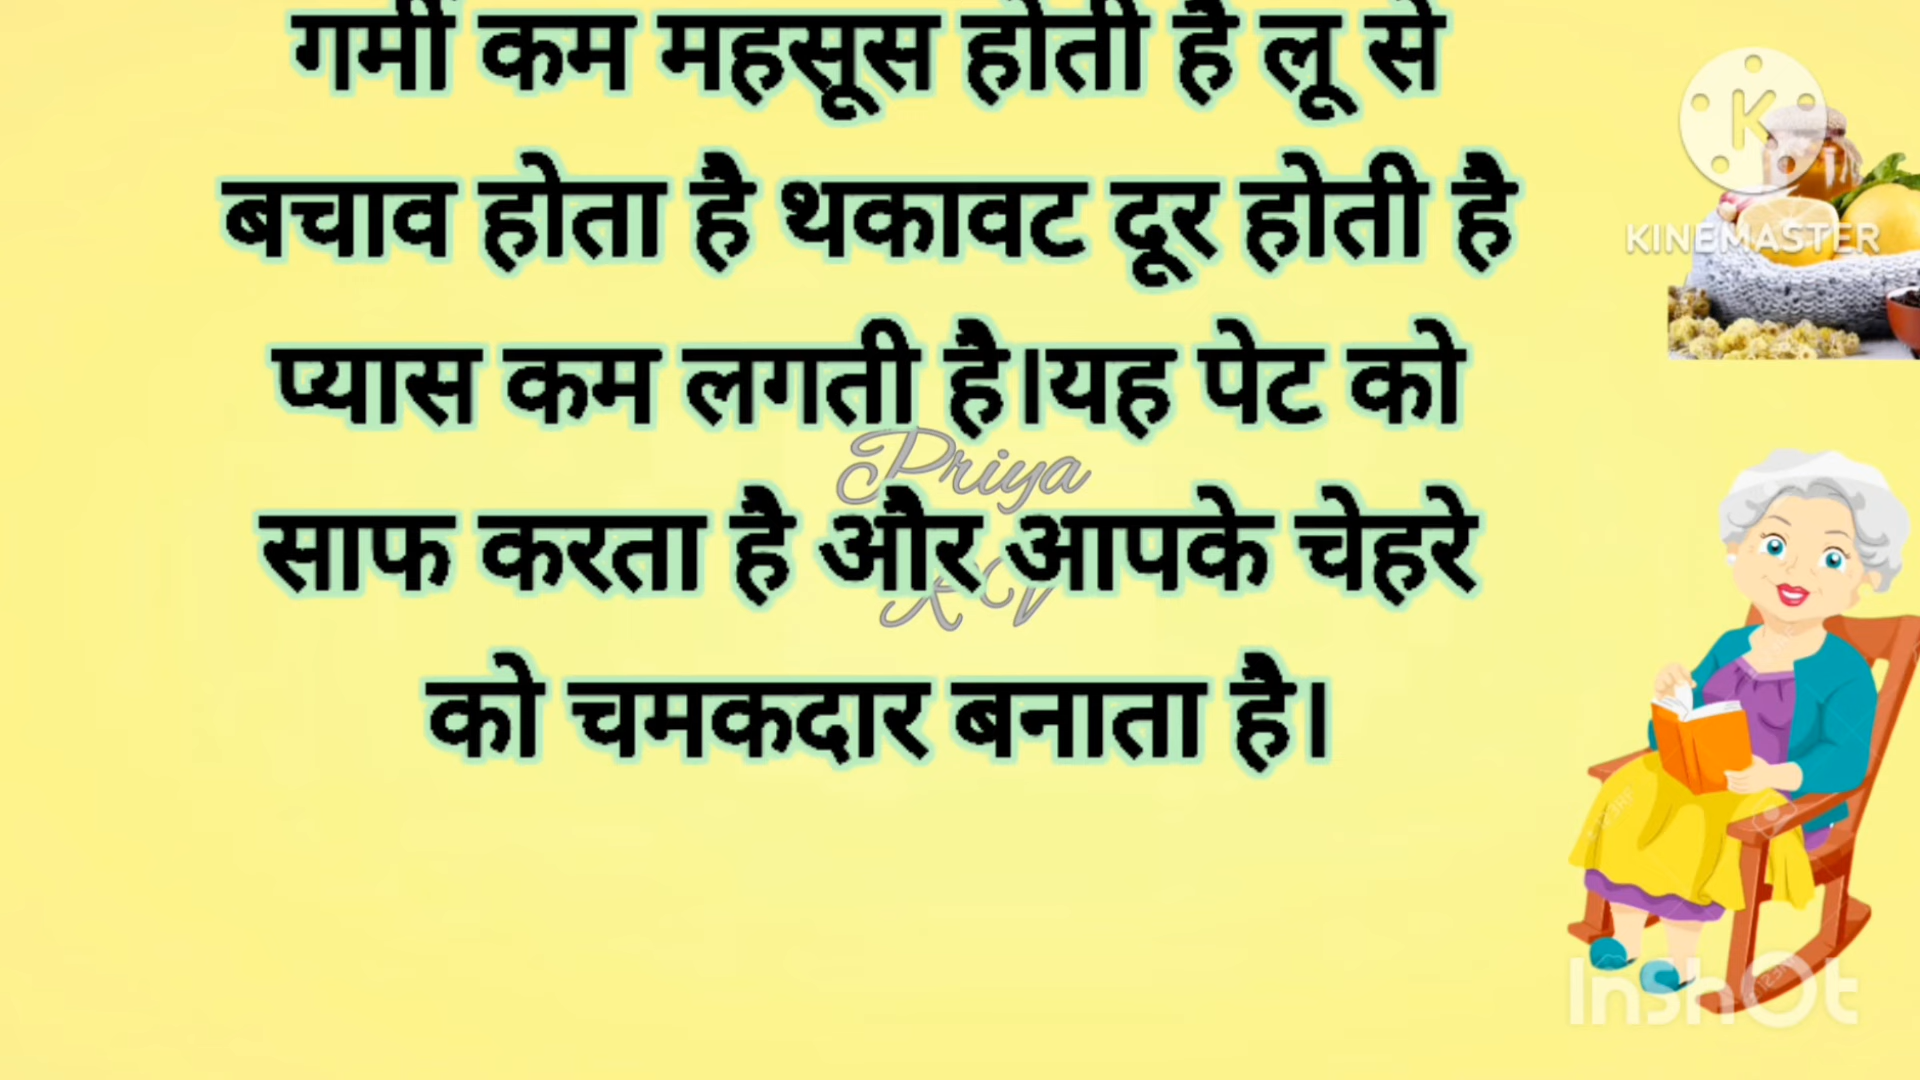 गर्मी कम महसूस होती है लू से
बचाव होता है थकावट दूर होती है
प्यास कम लगती है।यह पेट को
साफ करता है और आपके चेहरे
को चमकदार बनाता है।
Priya
K
KINEMASTER
InShOt